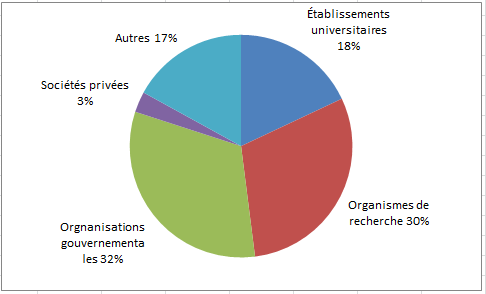 Établissements
universitaires
18%
Organismes de
recherche 30%
Orgnanisations
gouvernementa
les 32%
Sociétés privées
3%
Autres 17%